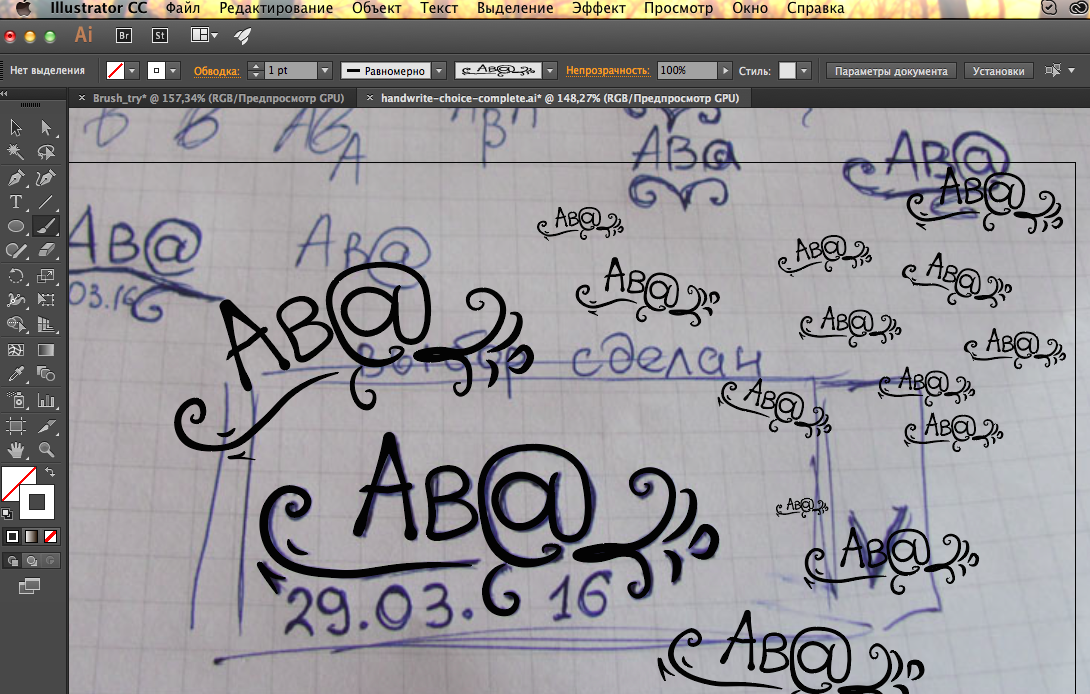 Illustrator CC Файл Редактирование Объект Текст Выделение Эффект Просмотр Окно Справка
Ai Br St
Нет выделения Обводка: 1 pt Равномерно АВ@ Непрозрачность: 100% Стиль: Параметры документа Установки
× Brush_try* @ 157,34% (RGB/Предпросмотр GPU) × handwrite-choice-complete.ai* @ 148,27% (RGB/Предпросмотр GPU)
В В АВ А В
АВ@ АВ@
АВ@
АВ@ АВ@
АВ@ АВ@
АВ@
03.16
АВ@ АВ@
АВ@
АВ@ АВ@
выбор сделан
АВ@ АВ@
АВ@
АВ@
АВ@
АВ@
29.03.16
АВ@